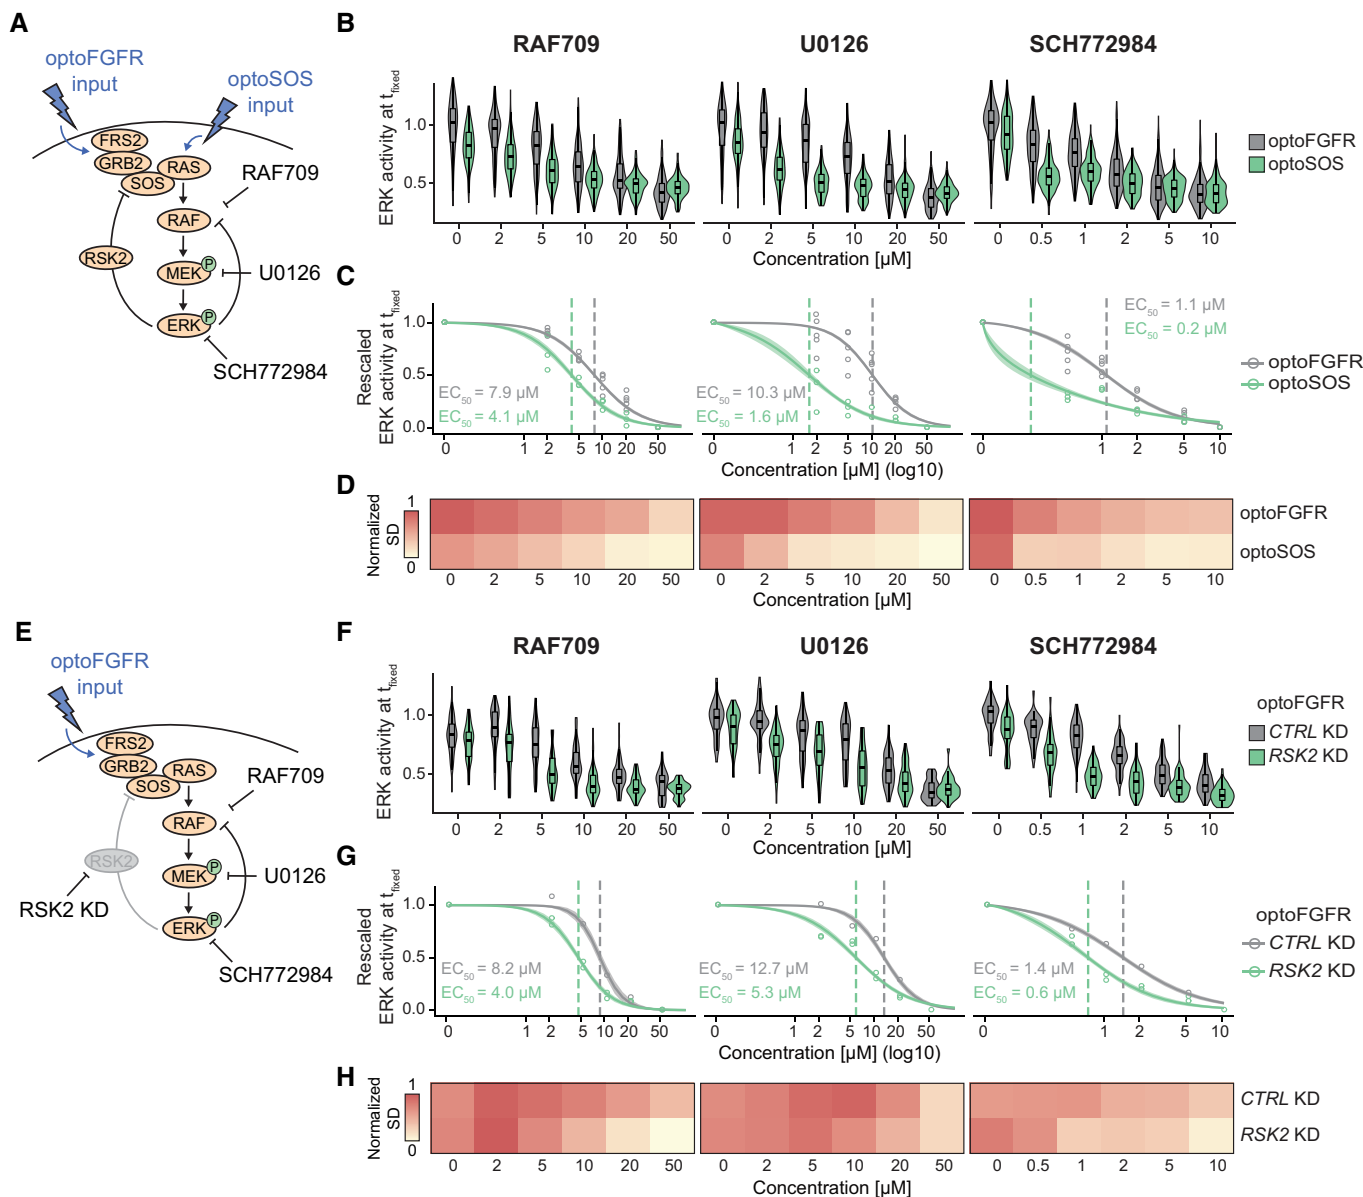 A
optoFGFR
input
optoSOS
input
FRS2
GRB2
RAS
SOS
RAF709
RAF
RSK2
MEK
P
U0126
ERK
P
SCH772984
B
RAF709
U0126
SCH772984
ERK activity at tfixed
1.0
0.5
0 2 5 10 20 50
0 2 5 10 20 50
0 0.5 1 2 5 10
Concentration [µM]
optoFGFR
optoSOS
C
Rescaled
ERK activity at tfixed
1.0
0.5
0.0
EC50 = 7.9 µM
EC50 = 4.1 µM
EC50 = 10.3 µM
EC50 = 1.6 µM
EC50 = 1.1 µM
EC50 = 0.2 µM
0 1 2 5 10 20 50
0 1 2 5 10 20 50
0 1 2 5 10
Concentration [µM] (log10)
optoFGFR
optoSOS
D
Normalized
SD
1
0
optoFGFR
optoSOS
0 2 5 10 20 50
0 2 5 10 20 50
0 0.5 1 2 5 10
Concentration [µM]
E
optoFGFR
input
FRS2
GRB2
RAS
SOS
RAF709
RAF
RSK2
MEK
P
U0126
RSK2 KD
ERK
P
SCH772984
F
RAF709
U0126
SCH772984
ERK activity at tfixed
1.0
0.5
0 2 5 10 20 50
0 2 5 10 20 50
0 0.5 1 2 5 10
Concentration [µM]
optoFGFR
CTRL KD
RSK2 KD
G
Rescaled
ERK activity at tfixed
1.0
0.5
0.0
EC50 = 8.2 µM
EC50 = 4.0 µM
EC50 = 12.7 µM
EC50 = 5.3 µM
EC50 = 1.4 µM
EC50 = 0.6 µM
0 1 2 5 10 20 50
0 1 2 5 10 20 50
0 1 2 5 10
Concentration [µM] (log10)
optoFGFR
CTRL KD
RSK2 KD
H
Normalized
SD
1
0
CTRL KD
RSK2 KD
0 2 5 10 20 50
0 2 5 10 20 50
0 0.5 1 2 5 10
Concentration [µM]